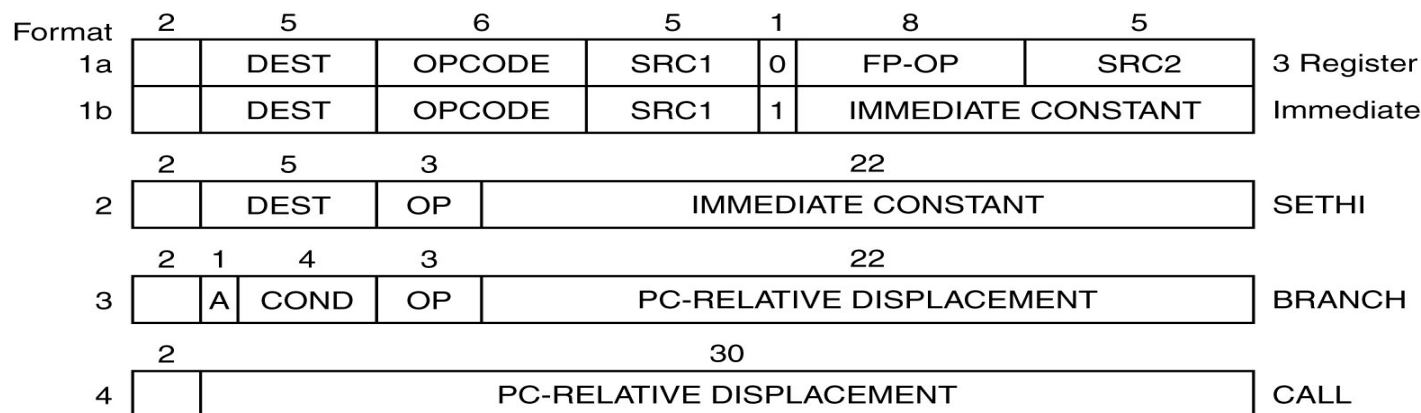 Format 2 5 6 5 1 8 5
1a DEST OPCODE SRC1 0 FP-OP SRC2 3 Register
1b DEST OPCODE SRC1 1 IMMEDIATE CONSTANT Immediate
2 5 3 22
2 DEST OP IMMEDIATE CONSTANT SETHI
2 1 4 3 22
3 A COND OP PC-RELATIVE DISPLACEMENT BRANCH
2 30
4 PC-RELATIVE DISPLACEMENT CALL